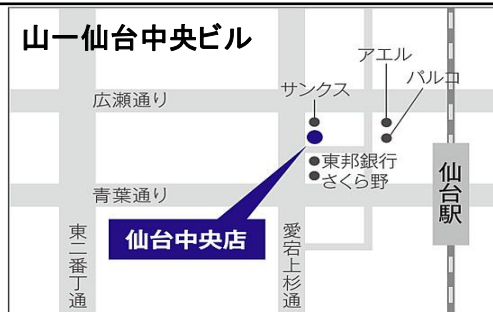 山一仙台中央ビル
アエル
パルコ
サンクス
広瀬通り
東邦銀行
さくら野
仙台駅
青葉通り
仙台中央店
東二番丁通
愛宕上杉通